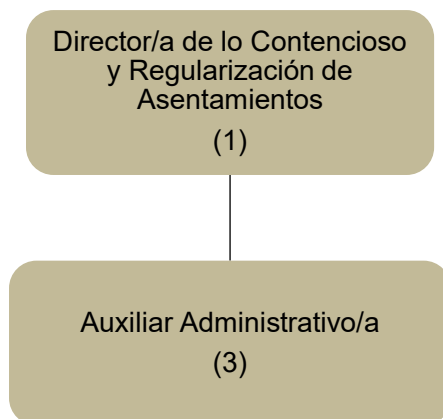 Director/a de lo Contencioso
y Regularización de
Asentamientos
(1)
Auxiliar Administrativo/a
(3)